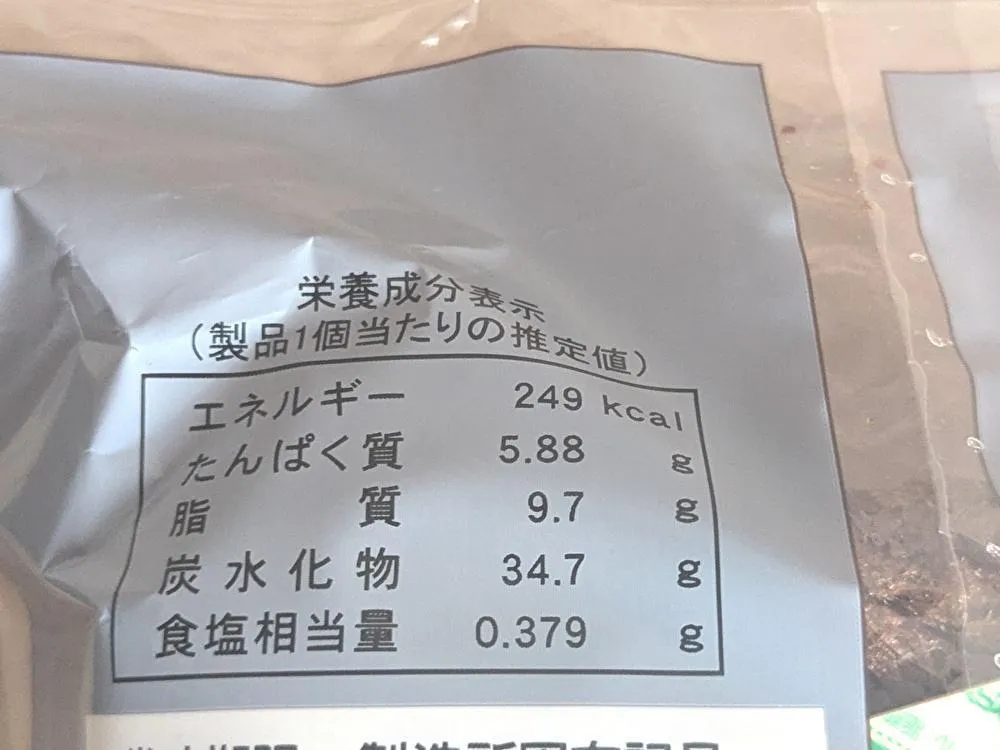 栄養成分表示
(製品1個当たりの推定値)
エネルギー 249 kcal
たんぱく質 5.88 g
脂質 9.7 g
炭水化物 34.7 g
食塩相当量 0.379 g